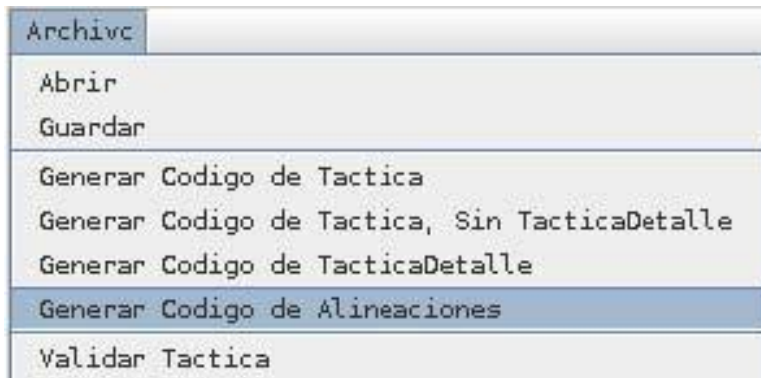 Archivc
Abrir
Guardar
Generar Codigo de Tactica
Generar Codigo de Tactica, Sin TacticaDetalle
Generar Codigo de TacticaDetalle
Generar Codigo de Alineaciones
Validar Tactica